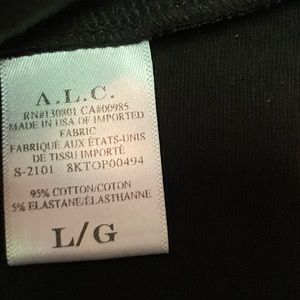 A.L.C.
RN#130801 CA#00985
MADE IN USA OF IMPORTED
FABRIC
FABRIQUÉ AUX ÉTATS-UNIS
DE TISSU IMPORTÉ
S-2101 8KTOP00494
95% COTTON/COTON
5% ELASTANE/ÉLASTHANNE
L/G